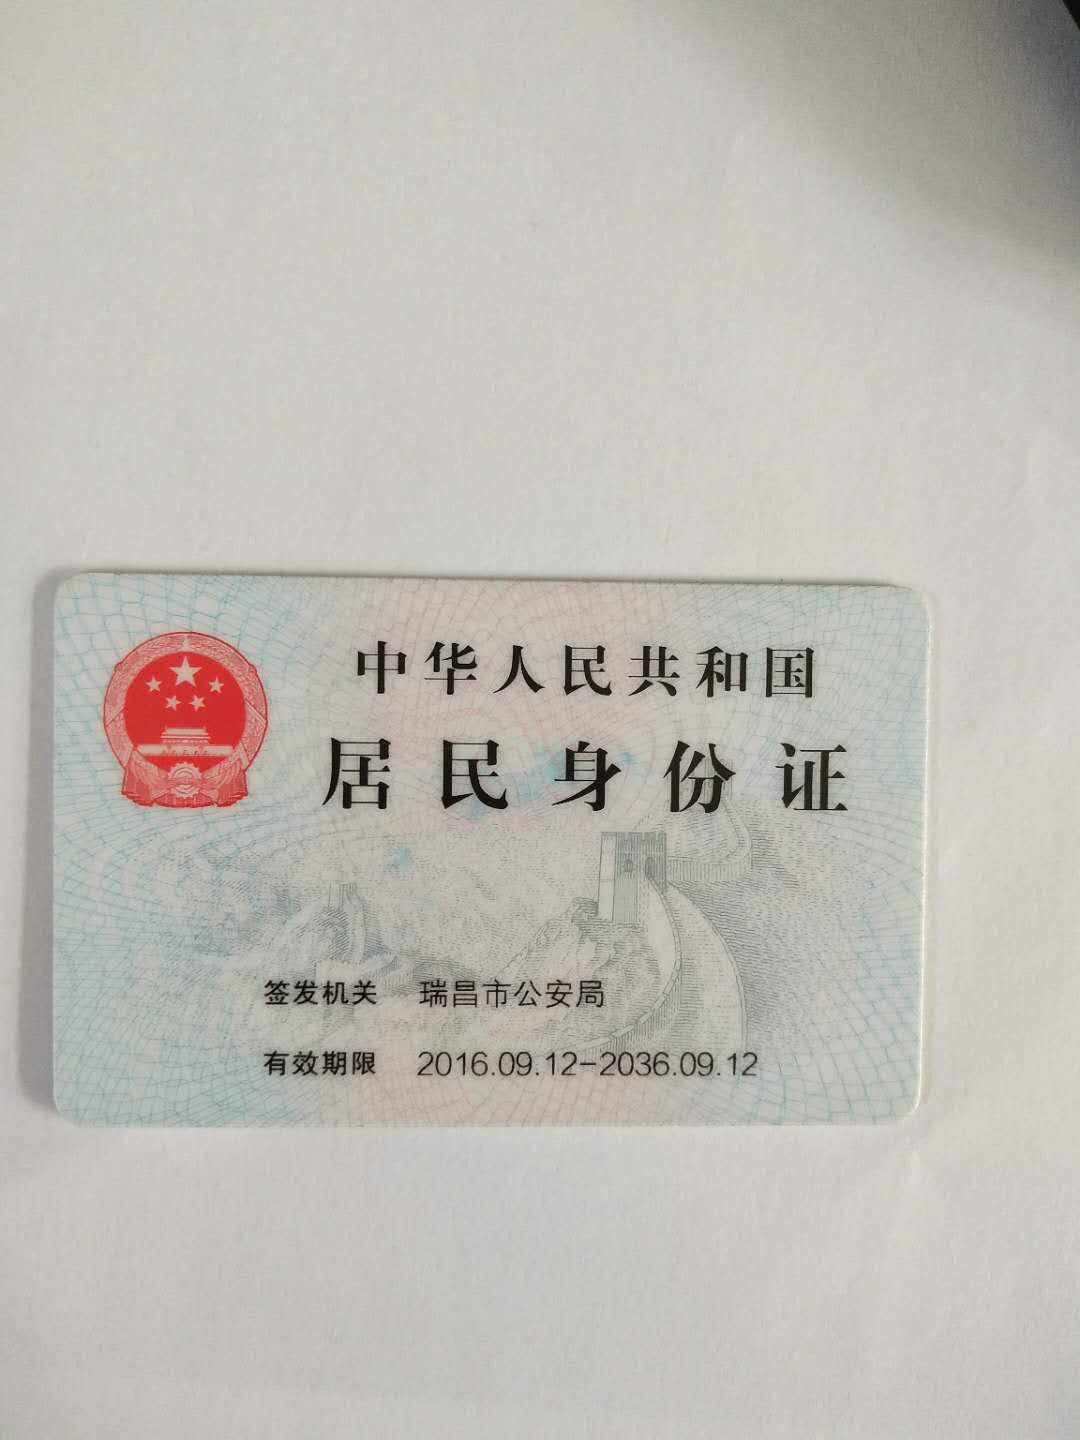 中华人民共和国
居民身份证
签发机关 瑞昌市公安局
有效期限 2016.09.12-2036.09.12